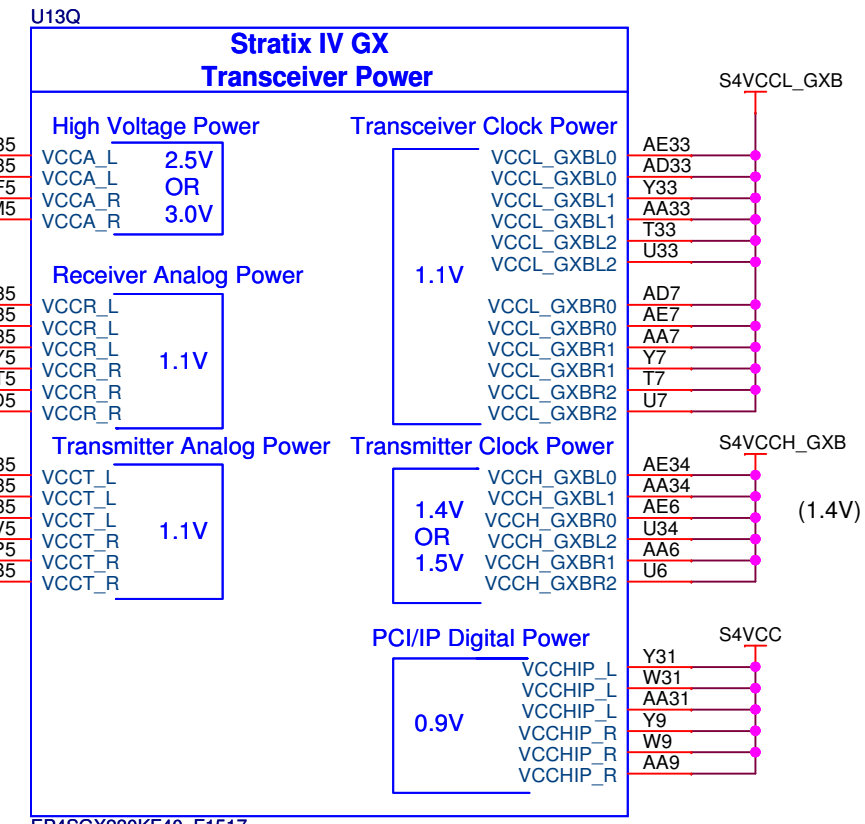 U13Q
Stratix IV GX
Transceiver Power
S4VCCL_GXB
High Voltage Power
VCCA_L
VCCA_L
VCCA_R
VCCA_R
2.5V
OR
3.0V
Transceiver Clock Power
1.1V
VCCL_GXBL0 AE33
VCCL_GXBL0 AD33
VCCL_GXBL1 Y33
VCCL_GXBL1 AA33
VCCL_GXBL2 T33
VCCL_GXBL2 U33
VCCL_GXBR0 AD7
VCCL_GXBR0 AE7
VCCL_GXBR1 AA7
VCCL_GXBR1 Y7
VCCL_GXBR2 T7
VCCL_GXBR2 U7
Receiver Analog Power
VCCR_L
VCCR_L
VCCR_L
VCCR_R
VCCR_R
VCCR_R
1.1V
Transmitter Analog Power
VCCT_L
VCCT_L
VCCT_L
VCCT_R
VCCT_R
VCCT_R
1.1V
Transmitter Clock Power
S4VCCH_GXB
1.4V
OR
1.5V
VCCH_GXBL0 AE34
VCCH_GXBL1 AA34
VCCH_GXBR0 AE6
VCCH_GXBL2 U34
VCCH_GXBR1 AA6
VCCH_GXBR2 U6
(1.4V)
PCI/IP Digital Power
S4VCC
0.9V
VCCHIP_L Y31
VCCHIP_L W31
VCCHIP_L AA31
VCCHIP_R Y9
VCCHIP_R W9
VCCHIP_R AA9